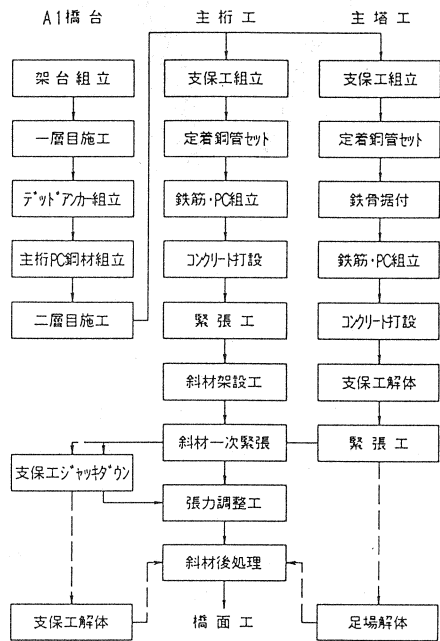 A1橋台
主桁工
主塔工
架台組立
支保工組立
支保工組立
一層目施工
定着鋼管セット
定着鋼管セット
デッドアンカー組立
鉄筋・PC組立
鉄骨据付
主桁PC鋼材組立
コンクリート打設
鉄筋・PC組立
二層目施工
緊張工
コンクリート打設
斜材架設工
支保工解体
斜材一次緊張
緊張工
支保工ジャッキダウン
張力調整工
斜材後処理
支保工解体
橋面工
足場解体